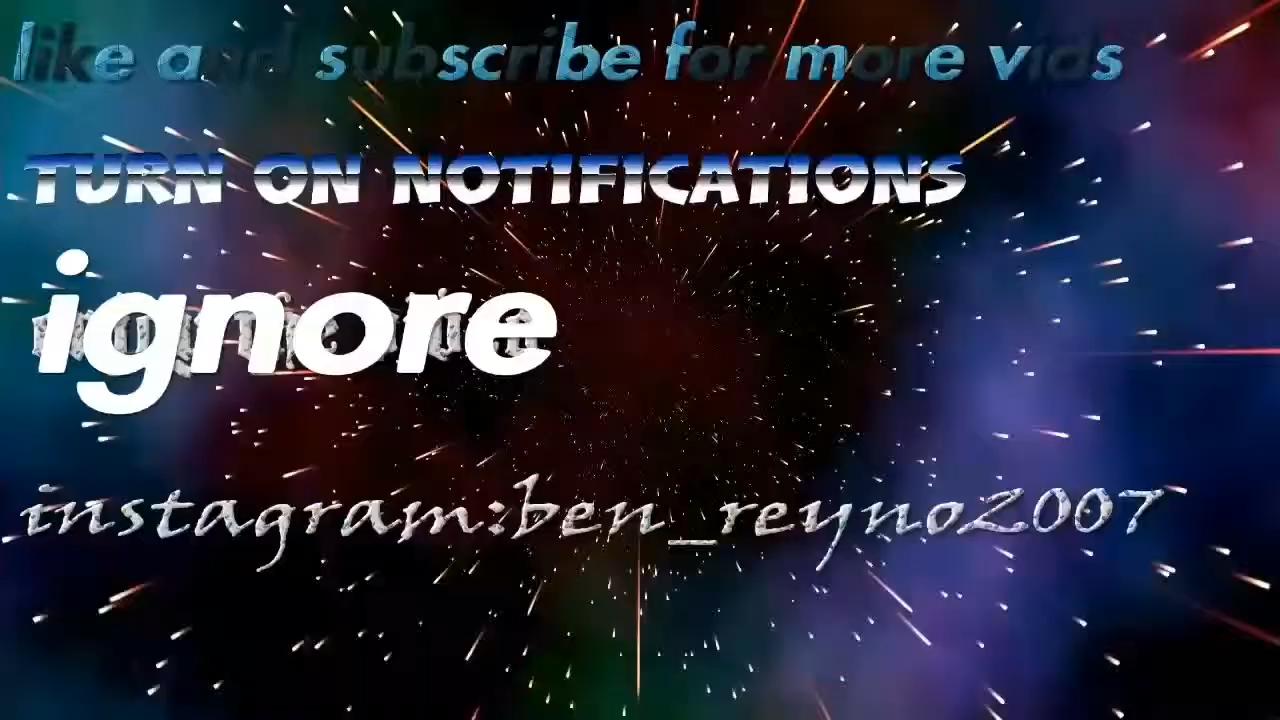 like and subscribe for more vids
TURN ON NOTIFICATIONS
ignore
instagram:ben_reyno2007